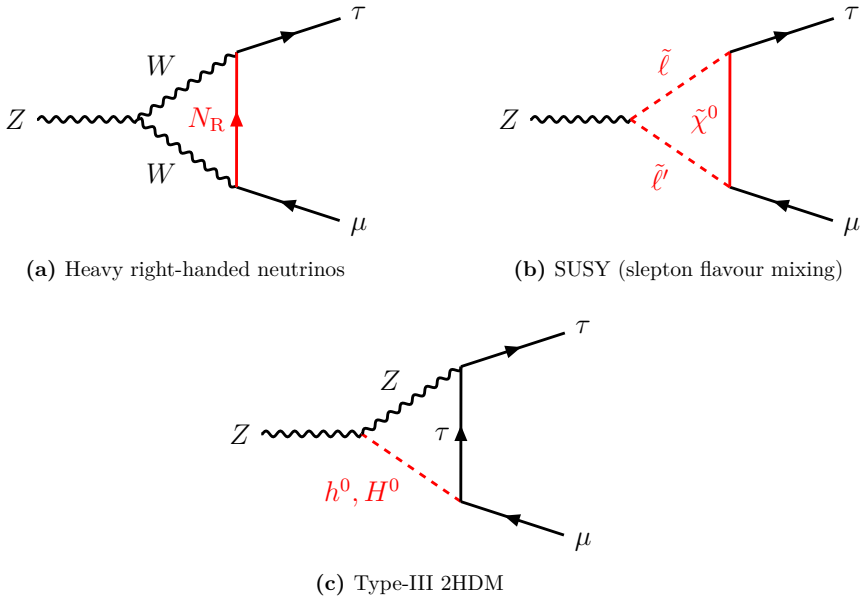 τ
W
Z
N_R
W
μ
(a) Heavy right-handed neutrinos
τ
ℓ̃
Z
χ̃⁰
ℓ̃′
μ
(b) SUSY (slepton flavour mixing)
τ
Z
Z
τ
h⁰, H⁰
μ
(c) Type-III 2HDM